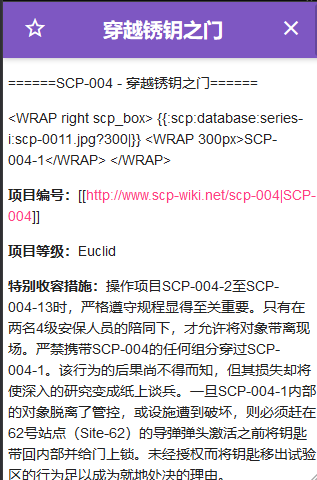 穿越锈钥之门
======SCP-004 - 穿越锈钥之门======
<WRAP right scp_box> {{:scp:database:series-
i:scp-0011.jpg?300|}} <WRAP 300px>SCP-
004-1</WRAP> </WRAP>
项目编号：[[http://www.scp-wiki.net/scp-004|SCP-
004]]
项目等级：Euclid
特别收容措施：操作项目SCP-004-2至SCP-
004-13时，严格遵守规程显得至关重要。只有在
两名4级安保人员的陪同下，才允许将对象带离现
场。严禁携带SCP-004的任何组分穿过SCP-
004-1。该行为的后果尚不得而知，但其损失却将
使深入的研究变成纸上谈兵。一旦SCP-004-1内部
的对象脱离了管控，或设施遭到破坏，则必须赶在
62号站点（Site-62）的导弹弹头激活之前将钥匙
带回内部并给门上锁。未经授权而将钥匙移出试验
区的行为足以成为就地处决的理由。